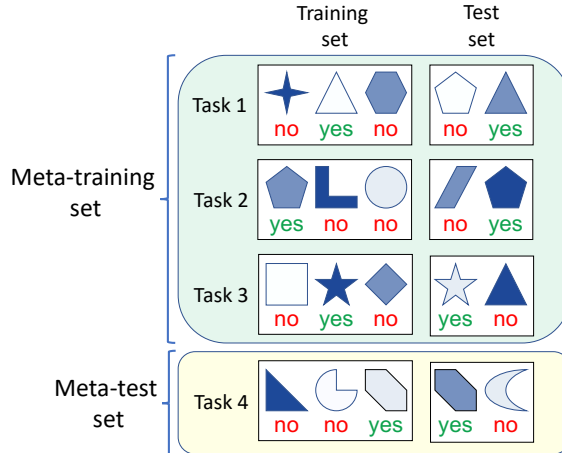 Training
set
Test
set
Meta-training
set
Task 1
no yes no
no yes
Task 2
yes no no
no yes
Task 3
no yes no
yes no
Meta-test
set
Task 4
no no yes
yes no